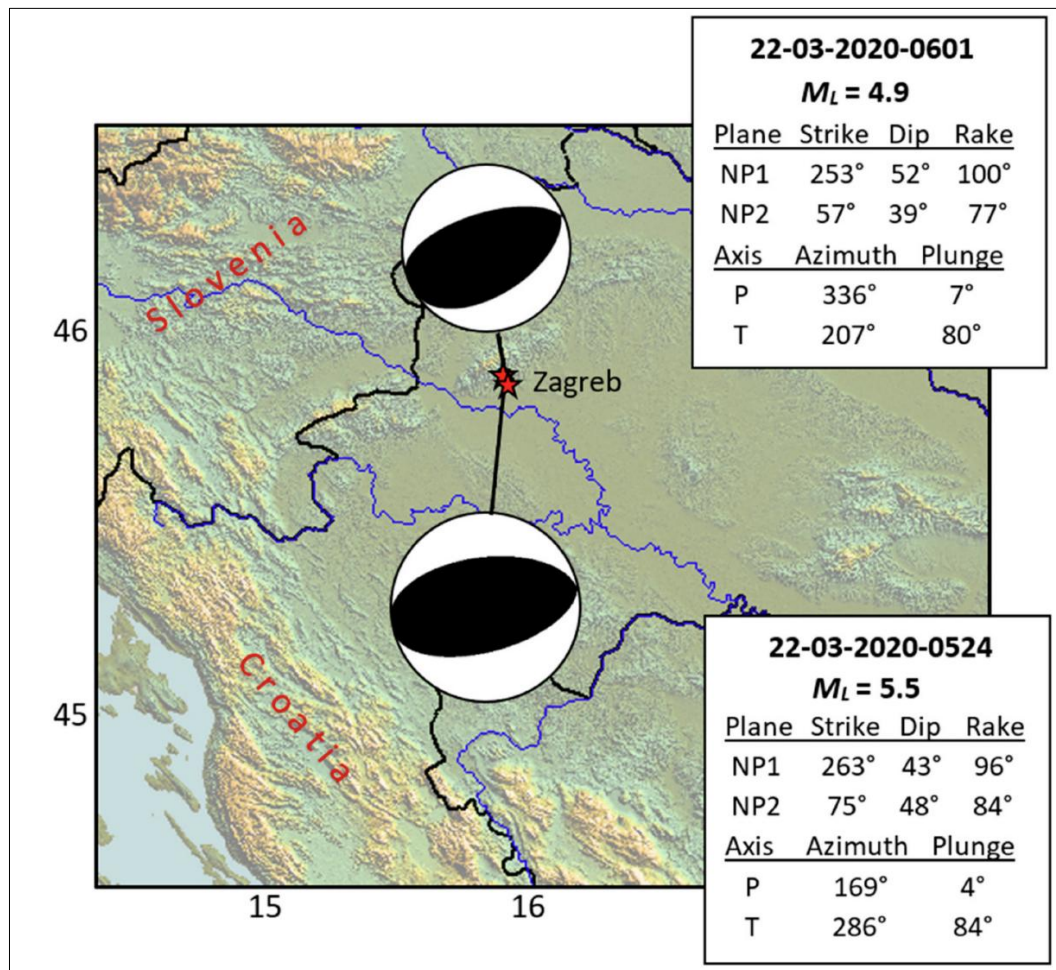 22-03-2020-0601
ML = 4.9
Plane Strike Dip Rake
NP1 253° 52° 100°
NP2 57° 39° 77°
Axis Azimuth Plunge
P 336° 7°
T 207° 80°
Slovenia
46
Zagreb
Croatia
45
15 16
22-03-2020-0524
ML = 5.5
Plane Strike Dip Rake
NP1 263° 43° 96°
NP2 75° 48° 84°
Axis Azimuth Plunge
P 169° 4°
T 286° 84°